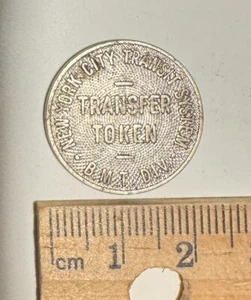 NEW YORK CITY TRANSIT SYSTEM
TRANSFER
TOKEN
B.M.T. DIV.
cm 1 2